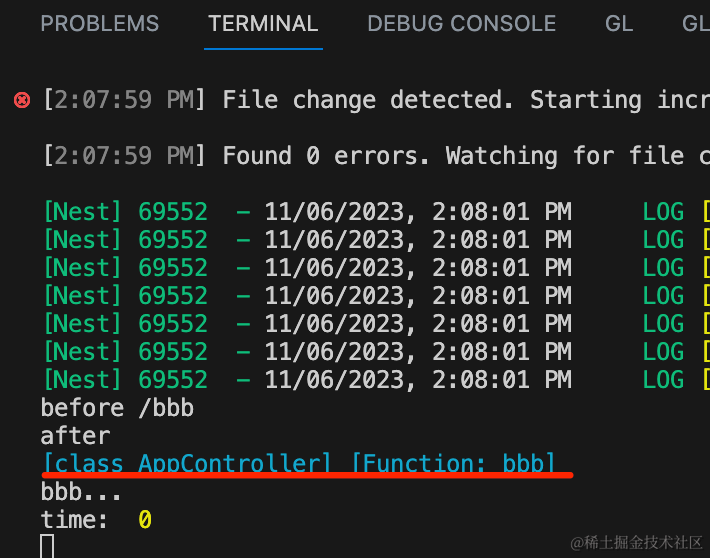 PROBLEMS TERMINAL DEBUG CONSOLE GL GL
[2:07:59 PM] File change detected. Starting incr
[2:07:59 PM] Found 0 errors. Watching for file c
[Nest] 69552 - 11/06/2023, 2:08:01 PM LOG [
[Nest] 69552 - 11/06/2023, 2:08:01 PM LOG [
[Nest] 69552 - 11/06/2023, 2:08:01 PM LOG [
[Nest] 69552 - 11/06/2023, 2:08:01 PM LOG [
[Nest] 69552 - 11/06/2023, 2:08:01 PM LOG [
[Nest] 69552 - 11/06/2023, 2:08:01 PM LOG [
[Nest] 69552 - 11/06/2023, 2:08:01 PM LOG [
before /bbb
after
[class AppController] [Function: bbb]
bbb...
time: 0
@稀土掘金技术社区